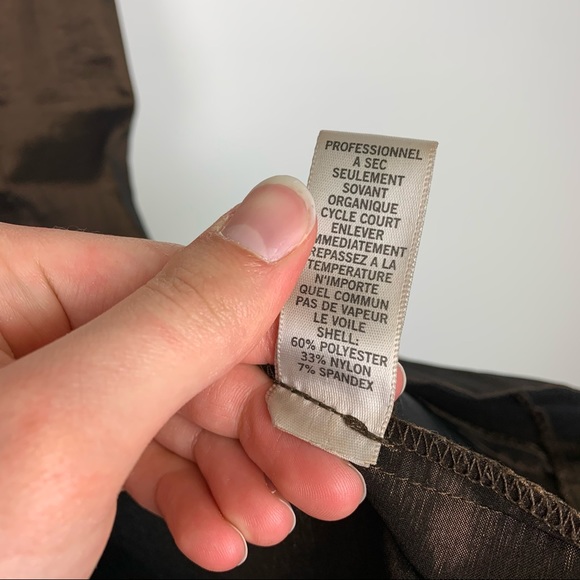 PROFESSIONNEL
A SEC
SEULEMENT
SOVANT
ORGANIQUE
CYCLE COURT
ENLEVER
MMEDIATEMENT
REPASSEZ A LA
TEMPERATURE
N'IMPORTE
QUEL COMMUN
PAS DE VAPEUR
LE VOILE
SHELL:
60% POLYESTER
33% NYLON
7% SPANDEX